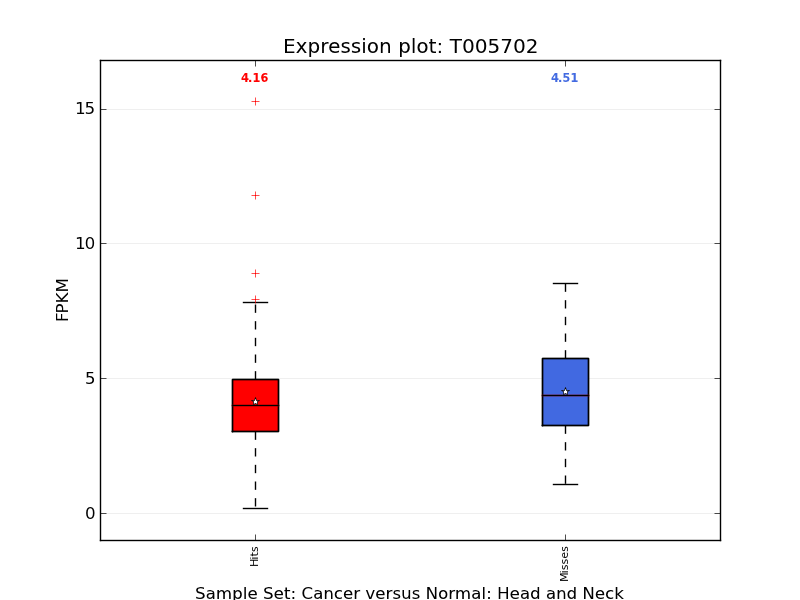 Expression plot: T005702
4.16 4.51
15
10
5
0
FPKM
Hits Misses
Sample Set: Cancer versus Normal: Head and Neck